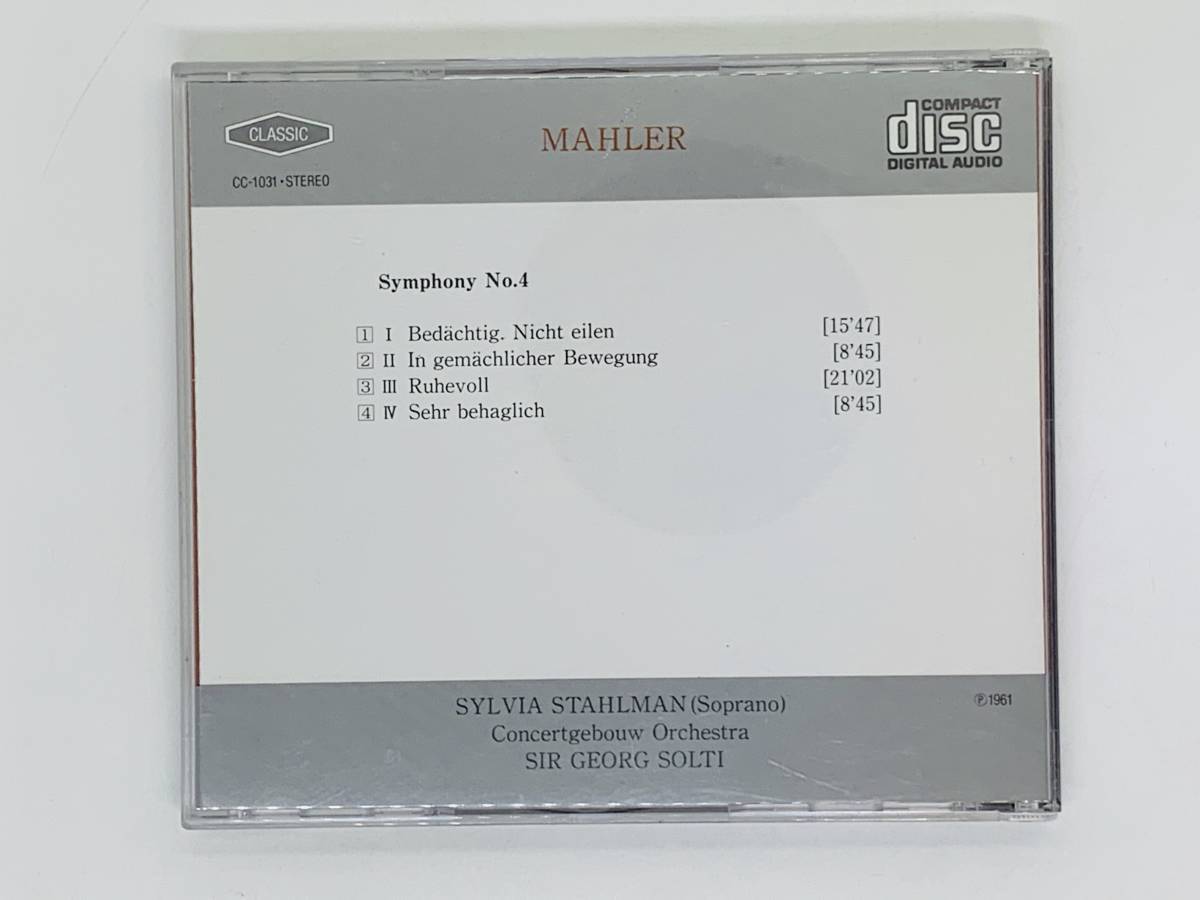 CLASSIC
CC-1031・STEREO
MAHLER
COMPACT
disc
DIGITAL AUDIO
Symphony No.4
1 I Bedächtig. Nicht eilen [15'47]
2 II In gemächlicher Bewegung [8'45]
3 III Ruhevoll [21'02]
4 IV Sehr behaglich [8'45]
SYLVIA STAHLMAN (Soprano)
Concertgebouw Orchestra
SIR GEORG SOLTI
℗1961